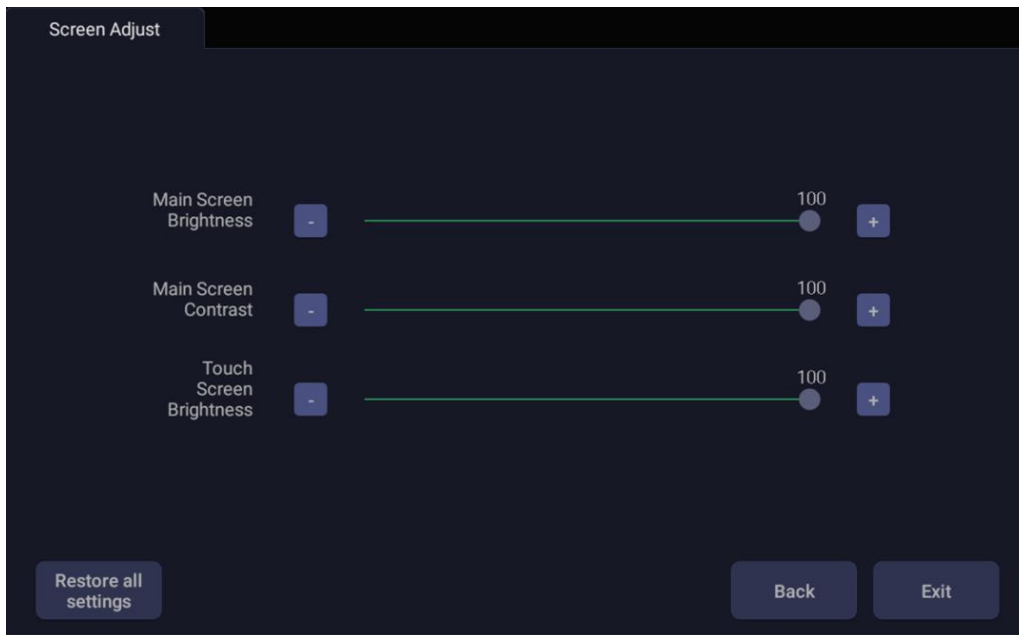 Screen Adjust
Main Screen
Brightness
-
100
+
Main Screen
Contrast
-
100
+
Touch
Screen
Brightness
-
100
+
Restore all
settings
Back
Exit